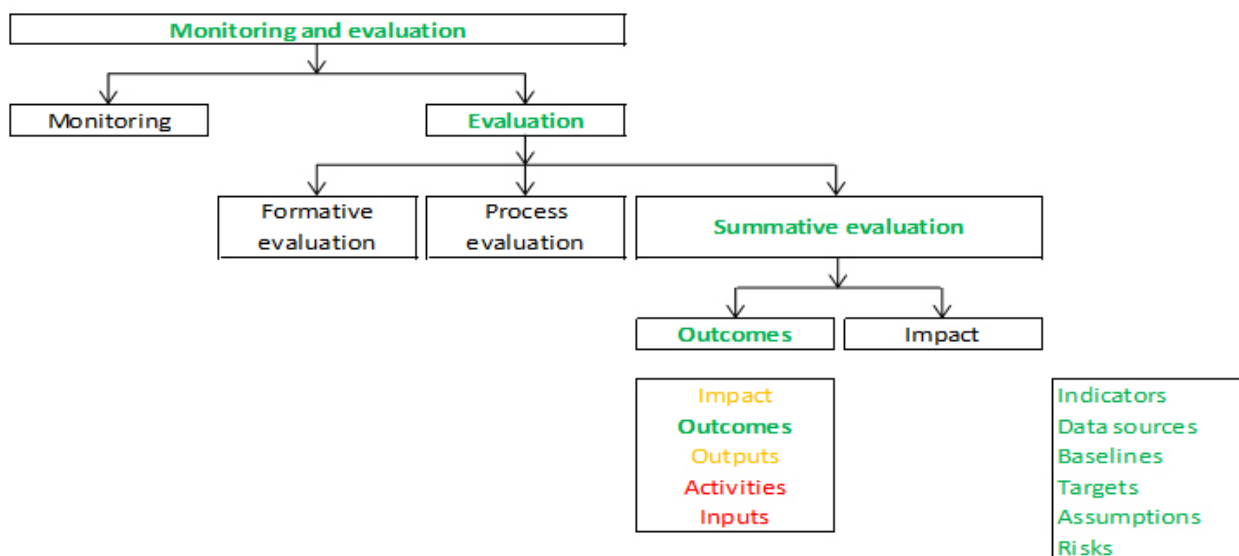 Monitoring and evaluation
Monitoring
Evaluation
Formative
evaluation
Process
evaluation
Summative evaluation
Outcomes
Impact
Impact
Outcomes
Outputs
Activities
Inputs
Indicators
Data sources
Baselines
Targets
Assumptions
Risks